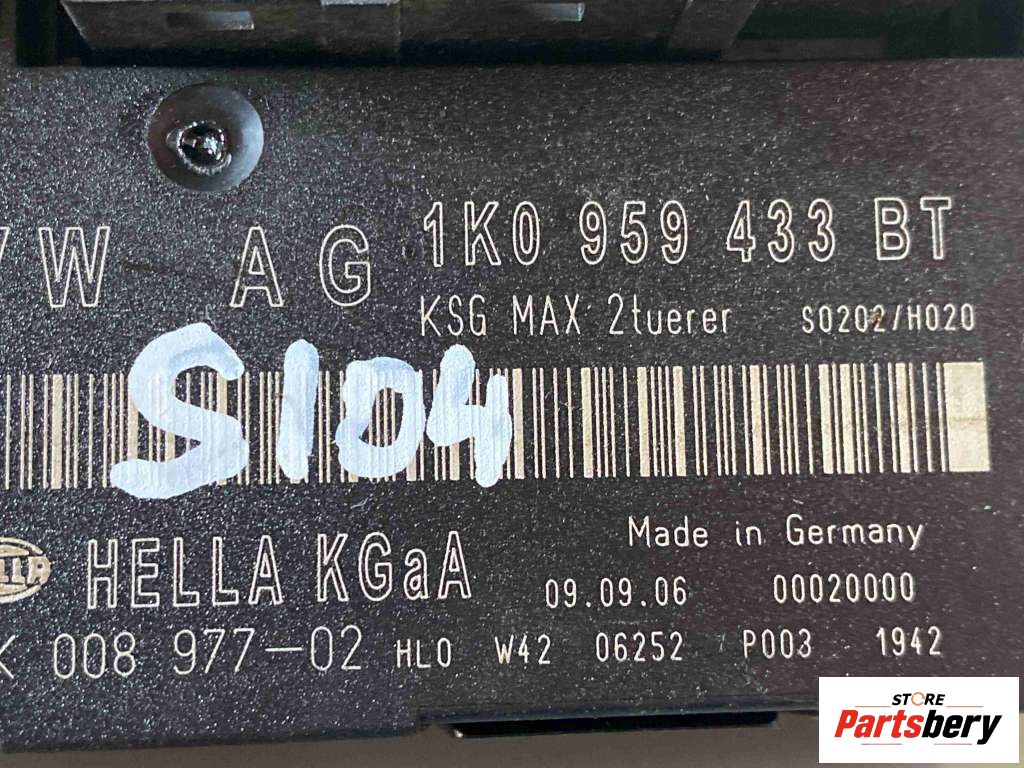 VW AG 1K0 959 433 BT
KSG MAX 2tuerer S0202/H020
S104
Made in Germany
HELLA KGaA
09.09.06 00020000
K 008 977-02 HLO W42 06252 P003 1942
STORE
Partsbery